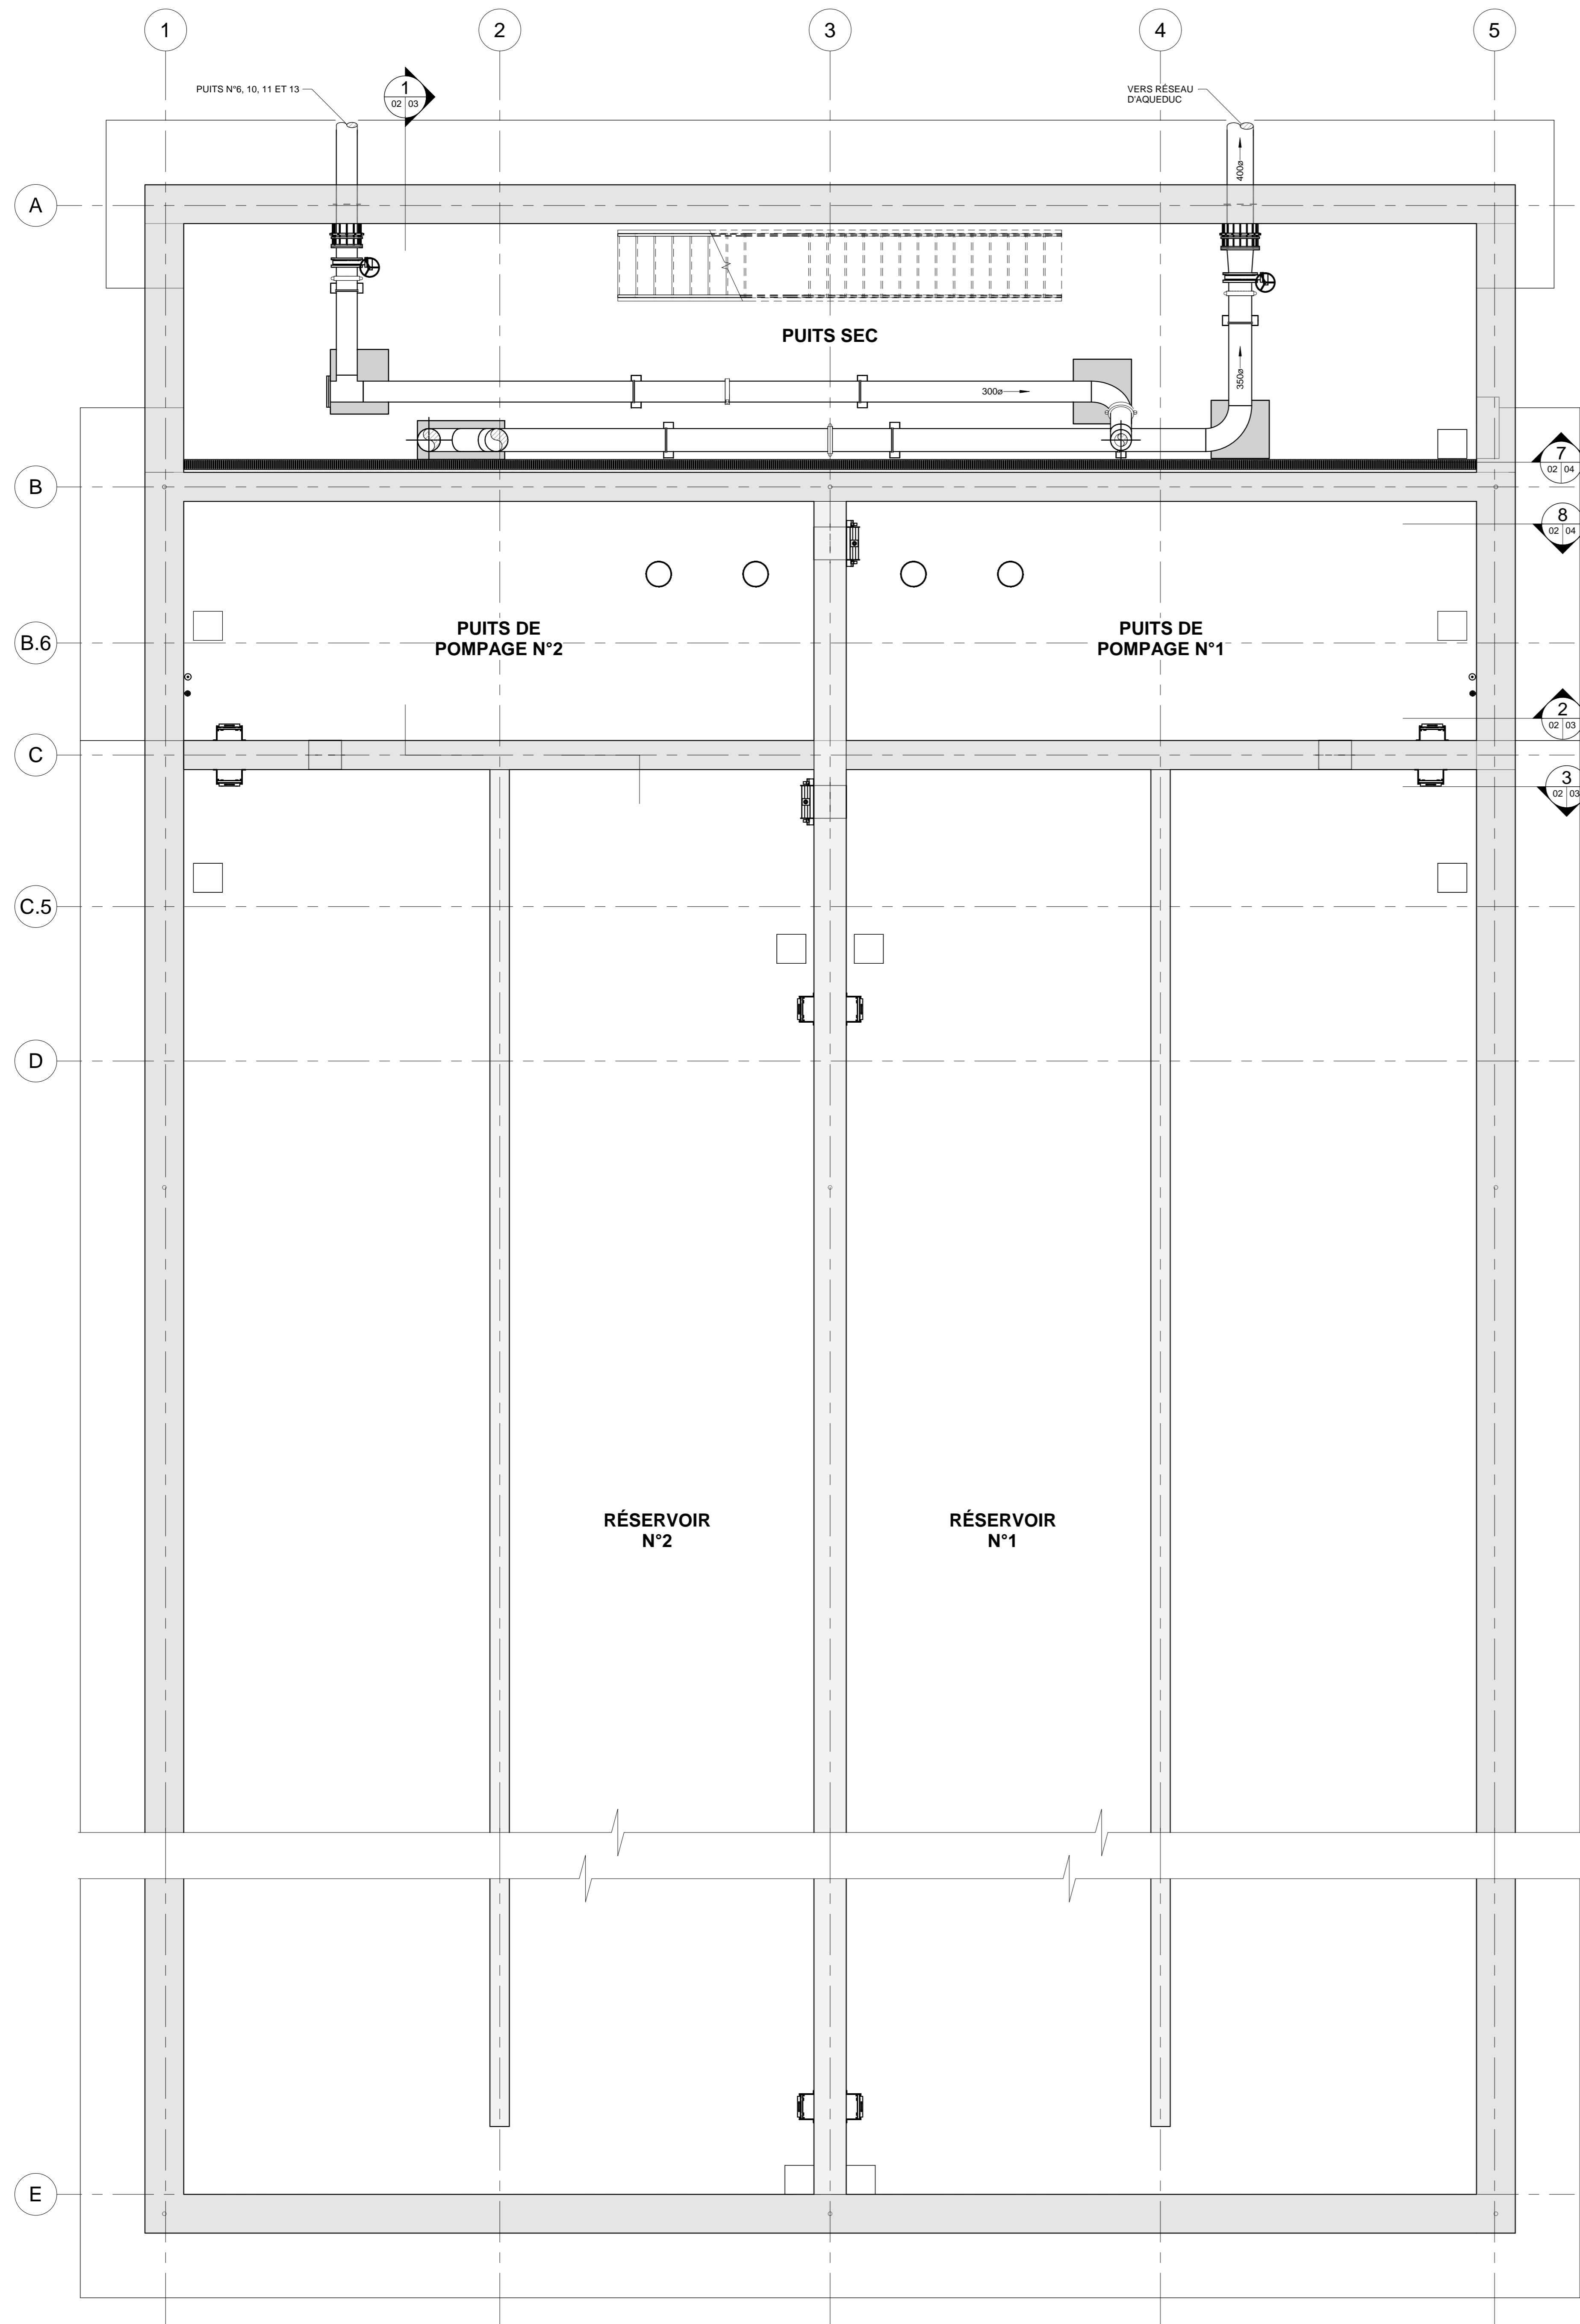 1
2
3
4
5
PUITS N°6, 10, 11 ET 13
1
02 03
VERS RÉSEAU
D'AQUEDUC
400ø
A
PUITS SEC
350ø
300ø
B
7
02 04
8
02 04
B.6
PUITS DE
POMPAGE N°2
PUITS DE
POMPAGE N°1
2
02 03
C
3
02 03
C.5
D
RÉSERVOIR
N°2
RÉSERVOIR
N°1
E